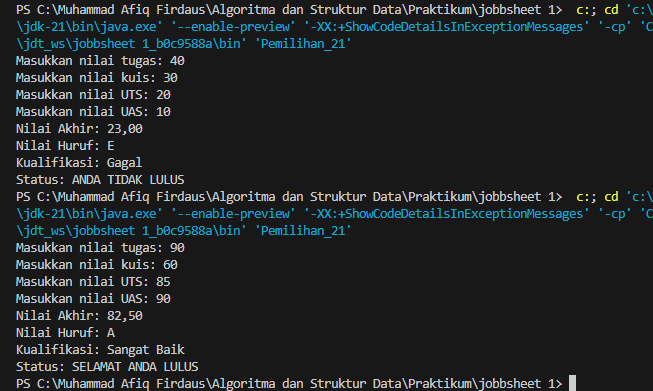 PS C:\Muhammad Afiq Firdaus\Algoritma dan Struktur Data\Praktikum\jobbsheet 1>  c:; cd 'c:\
\jdk-21\bin\java.exe' '--enable-preview' '-XX:+ShowCodeDetailsInExceptionMessages' '-cp' 'C
\jdt_ws\jobbsheet 1_b0c9588a\bin' 'Pemilihan_21'
Masukkan nilai tugas: 40
Masukkan nilai kuis: 30
Masukkan nilai UTS: 20
Masukkan nilai UAS: 10
Nilai Akhir: 23,00
Nilai Huruf: E
Kualifikasi: Gagal
Status: ANDA TIDAK LULUS
PS C:\Muhammad Afiq Firdaus\Algoritma dan Struktur Data\Praktikum\jobbsheet 1>  c:; cd 'c:\
\jdk-21\bin\java.exe' '--enable-preview' '-XX:+ShowCodeDetailsInExceptionMessages' '-cp' 'C
\jdt_ws\jobbsheet 1_b0c9588a\bin' 'Pemilihan_21'
Masukkan nilai tugas: 90
Masukkan nilai kuis: 60
Masukkan nilai UTS: 85
Masukkan nilai UAS: 90
Nilai Akhir: 82,50
Nilai Huruf: A
Kualifikasi: Sangat Baik
Status: SELAMAT ANDA LULUS
PS C:\Muhammad Afiq Firdaus\Algoritma dan Struktur Data\Praktikum\jobbsheet 1>